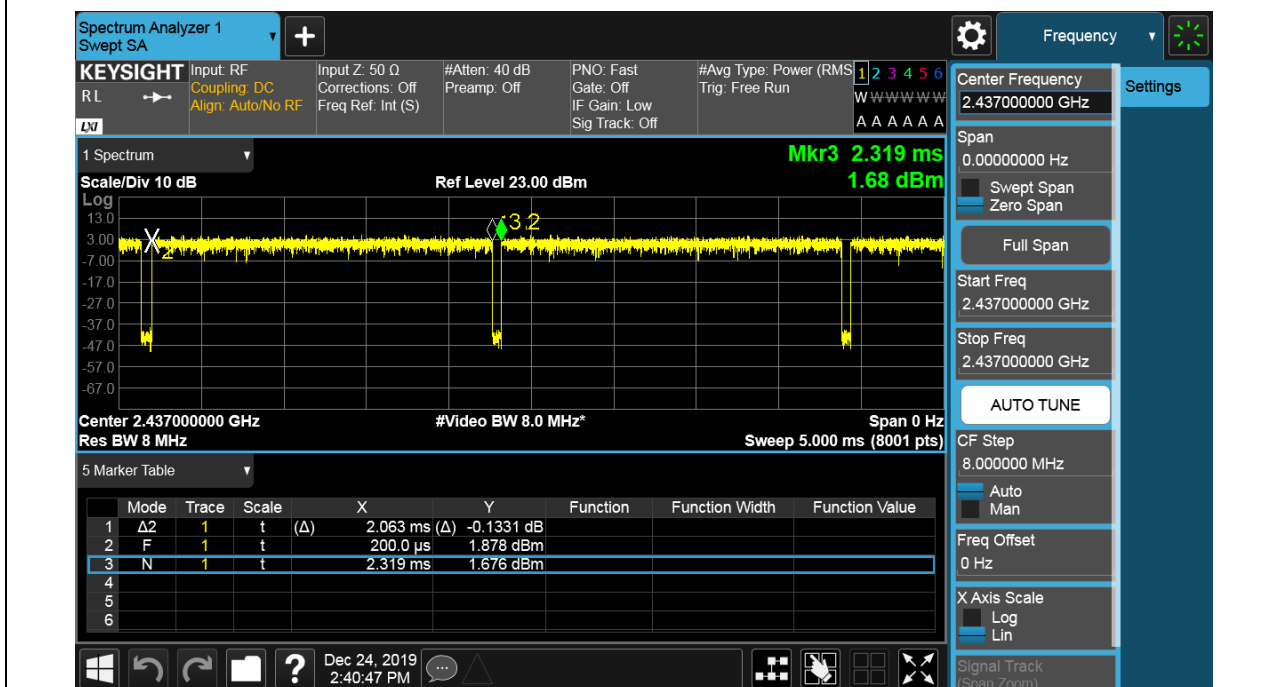 Spectrum Analyzer 1
Swept SA
Frequency
KEYSIGHT
R L
LXI
Input: RF
Coupling: DC
Align: Auto/No RF
Input Z: 50 Ω
Corrections: Off
Freq Ref: Int (S)
#Atten: 40 dB
Preamp: Off
PNO: Fast
Gate: Off
IF Gain: Low
Sig Track: Off
#Avg Type: Power (RMS
Trig: Free Run
1 2 3 4 5 6
W W W W W W
A A A A A A
1 Spectrum
Mkr3 2.319 ms
Scale/Div 10 dB
Ref Level 23.00 dBm
1.68 dBm
Log
13.0
3.00
-7.00
-17.0
-27.0
-37.0
-47.0
-57.0
-67.0
3 2
2
Center 2.437000000 GHz
#Video BW 8.0 MHz*
Span 0 Hz
Res BW 8 MHz
Sweep 5.000 ms (8001 pts)
5 Marker Table
Mode Trace Scale X Y Function Function Width Function Value
1 Δ2 1 t (Δ) 2.063 ms (Δ) -0.1331 dB
2 F 1 t 200.0 µs 1.878 dBm
3 N 1 t 2.319 ms 1.676 dBm
4
5
6
?
Dec 24, 2019
2:40:47 PM
Center Frequency
2.437000000 GHz
Settings
Span
0.00000000 Hz
Swept Span
Zero Span
Full Span
Start Freq
2.437000000 GHz
Stop Freq
2.437000000 GHz
AUTO TUNE
CF Step
8.000000 MHz
Auto
Man
Freq Offset
0 Hz
X Axis Scale
Log
Lin
Signal Track
(Span Zoom)